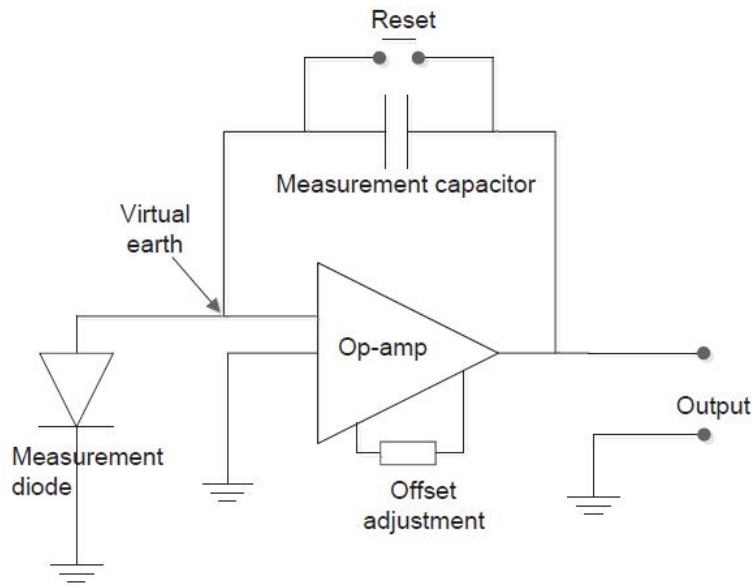 Reset
Measurement capacitor
Virtual
earth
Op-amp
Output
Measurement
diode
Offset
adjustment